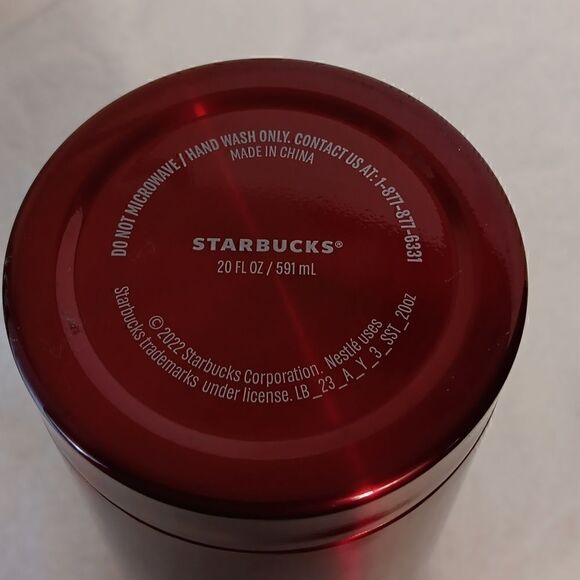 DO NOT MICROWAVE / HAND WASH ONLY. CONTACT US AT: 1-877-877-6331
MADE IN CHINA
STARBUCKS®
20 FL OZ / 591 mL
© 2022 Starbucks Corporation. Nestlé uses
Starbucks trademarks under license. LB_23_A_Y_3_SST_20oz